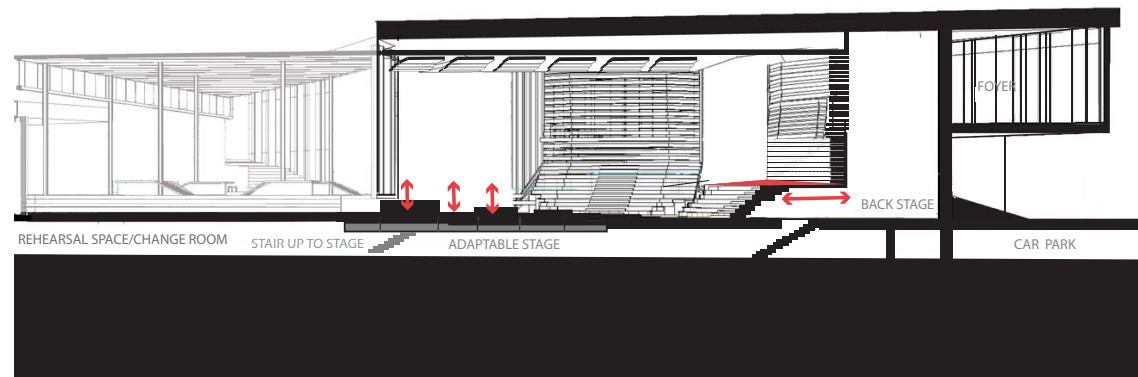 FOYER
BACK STAGE
REHEARSAL SPACE/CHANGE ROOM
STAIR UP TO STAGE
ADAPTABLE STAGE
CAR PARK